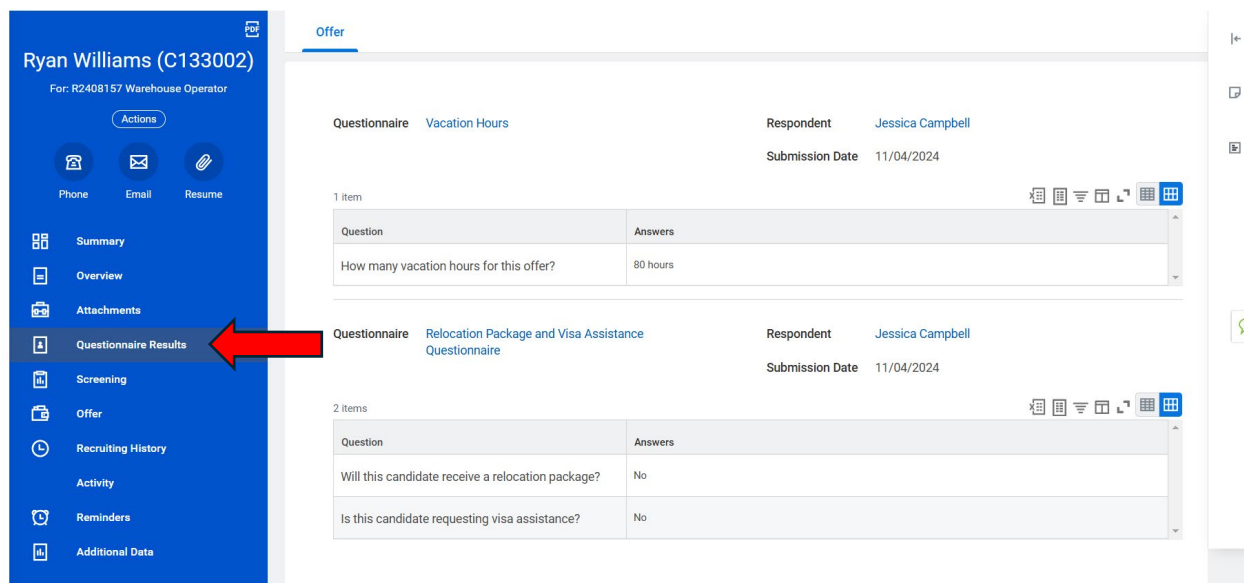 PDF
Ryan Williams (C133002)
For: R2408157 Warehouse Operator
Actions
Phone Email Resume
Summary
Overview
Attachments
Questionnaire Results
Screening
Offer
Recruiting History
Activity
Reminders
Additional Data
Offer
Questionnaire Vacation Hours Respondent Jessica Campbell
Submission Date 11/04/2024
1 item
Question Answers
How many vacation hours for this offer? 80 hours
Questionnaire Relocation Package and Visa Assistance Respondent Jessica Campbell
Questionnaire
Submission Date 11/04/2024
2 items
Question Answers
Will this candidate receive a relocation package? No
Is this candidate requesting visa assistance? No